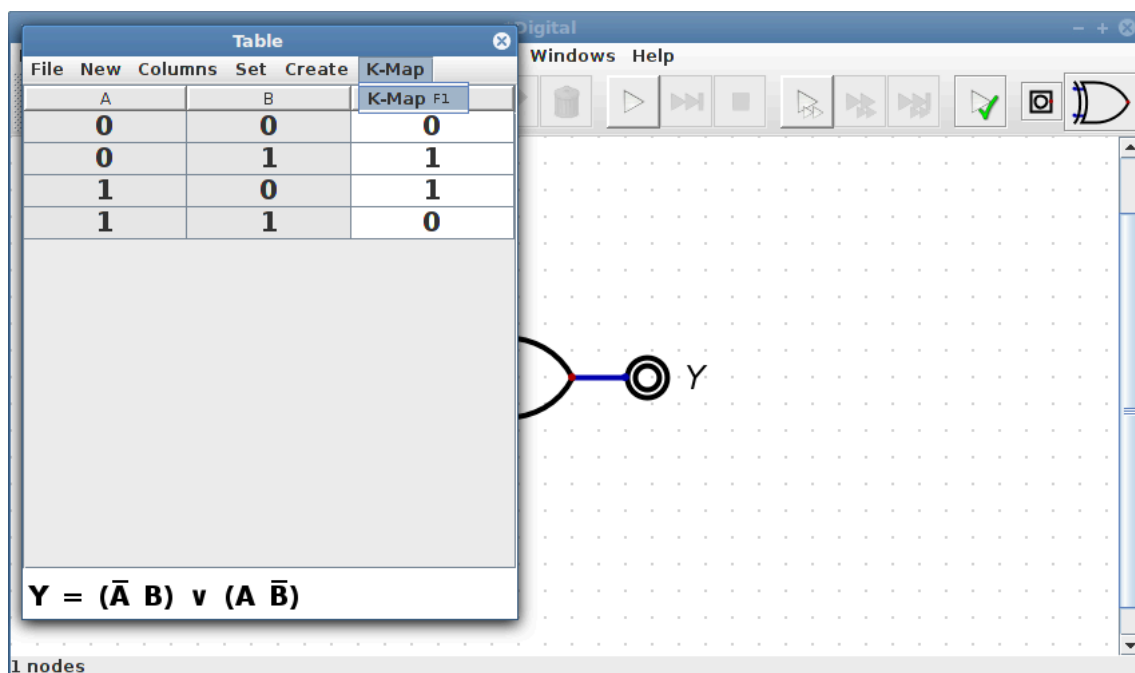 Digital
Table
Windows Help
File New Columns Set Create K-Map
K-Map F1
A B
0 0 0
0 1 1
1 0 1
1 1 0
Y
Y = (A̅ B) ∨ (A B̅)
1 nodes